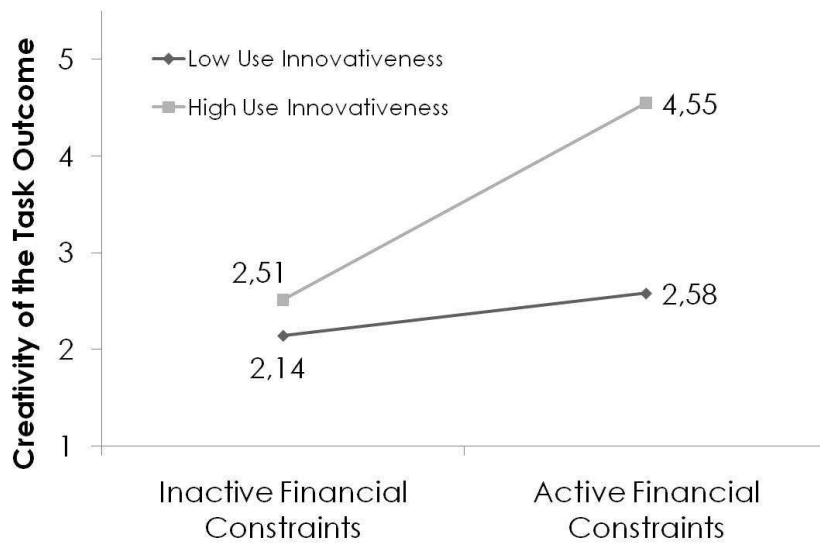 Creativity of the Task Outcome
5
4
3
2
1
Low Use Innovativeness
High Use Innovativeness
4,55
2,51
2,58
2,14
Inactive Financial
Constraints
Active Financial
Constraints